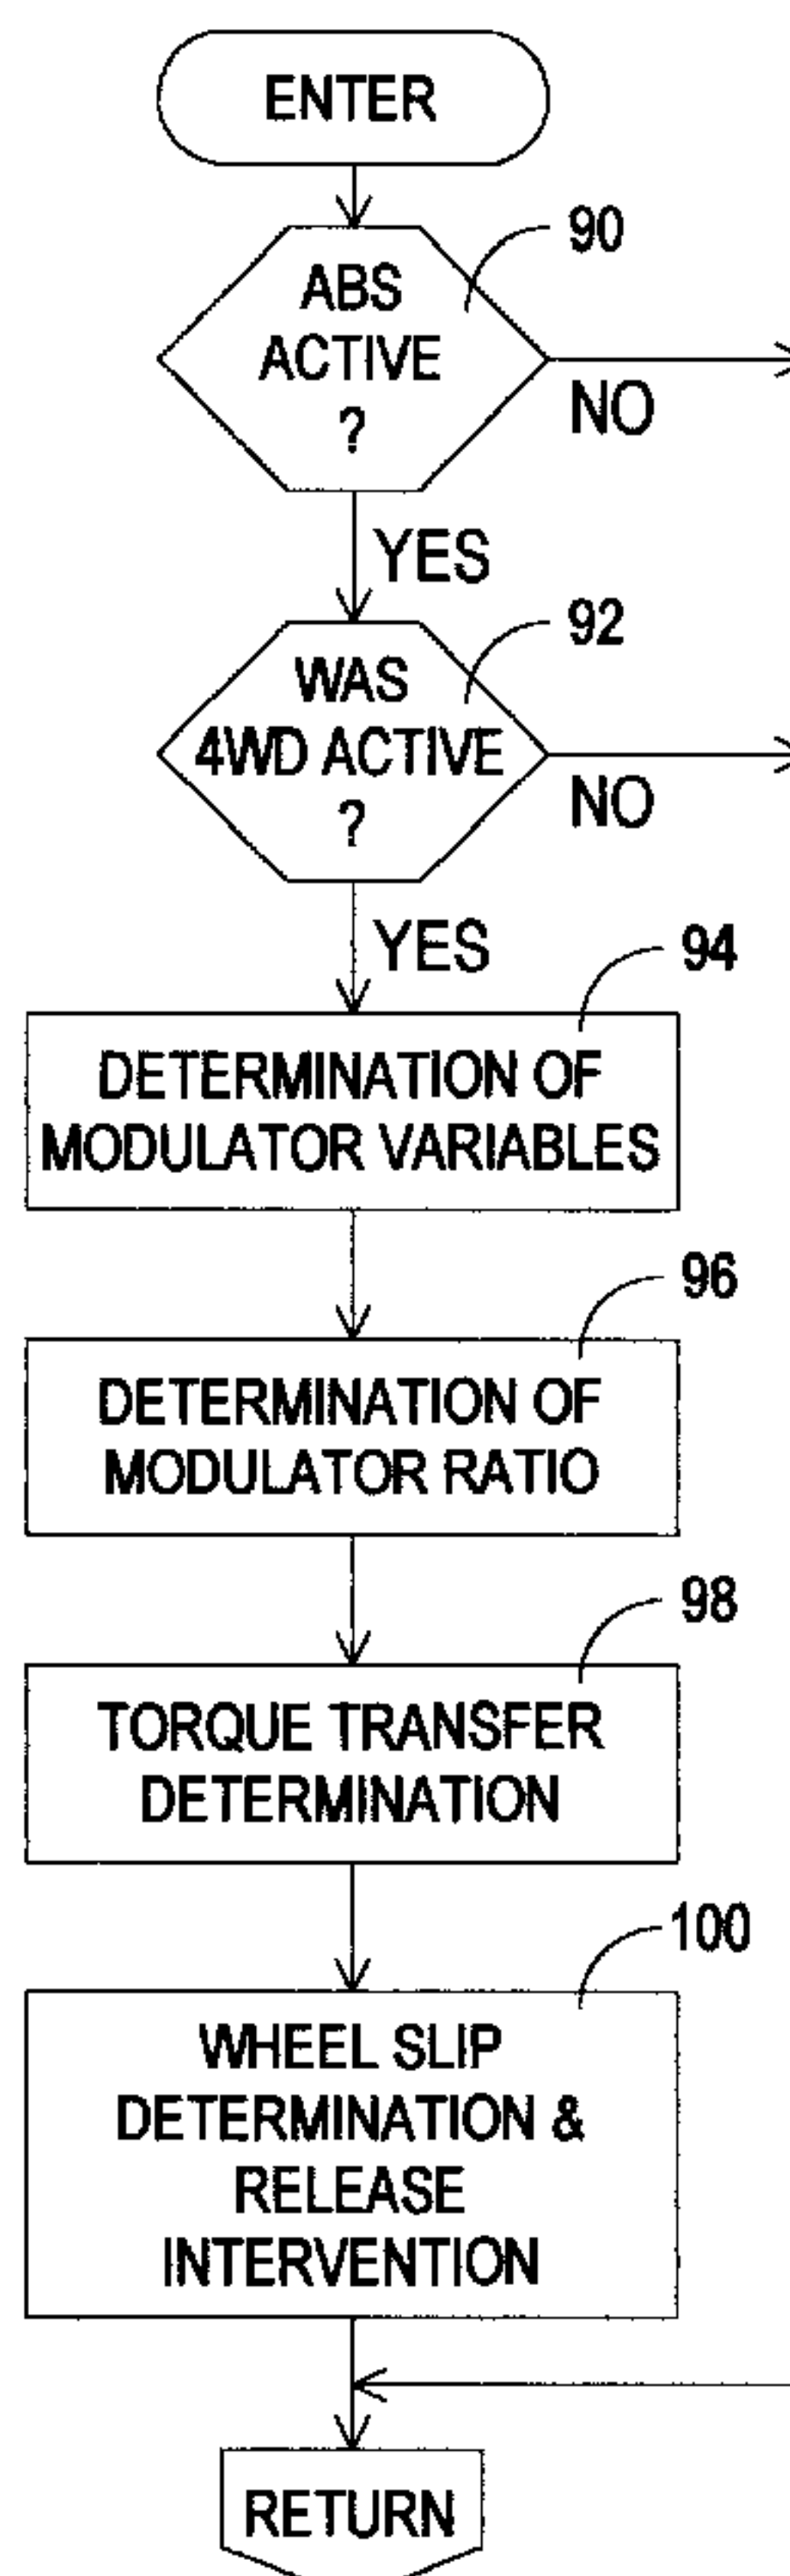 ENTER
90
ABS
ACTIVE
?
NO
YES
92
WAS
4WD ACTIVE
?
NO
YES
94
DETERMINATION OF
MODULATOR VARIABLES
96
DETERMINATION OF
MODULATOR RATIO
98
TORQUE TRANSFER
DETERMINATION
100
WHEEL SLIP
DETERMINATION &
RELEASE
INTERVENTION
RETURN